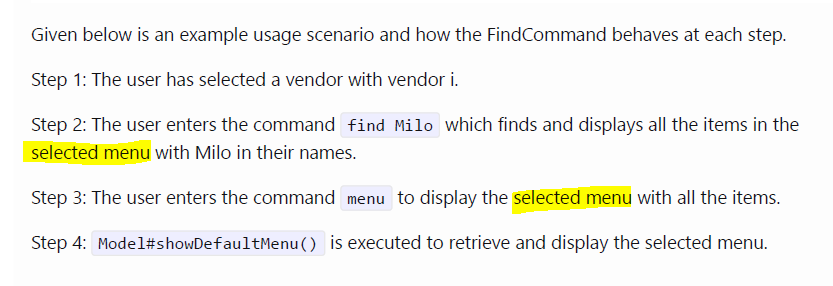 Given below is an example usage scenario and how the FindCommand behaves at each step.
Step 1: The user has selected a vendor with vendor i.
Step 2: The user enters the command find Milo which finds and displays all the items in the
selected menu with Milo in their names.
Step 3: The user enters the command menu to display the selected menu with all the items.
Step 4: Model#showDefaultMenu() is executed to retrieve and display the selected menu.